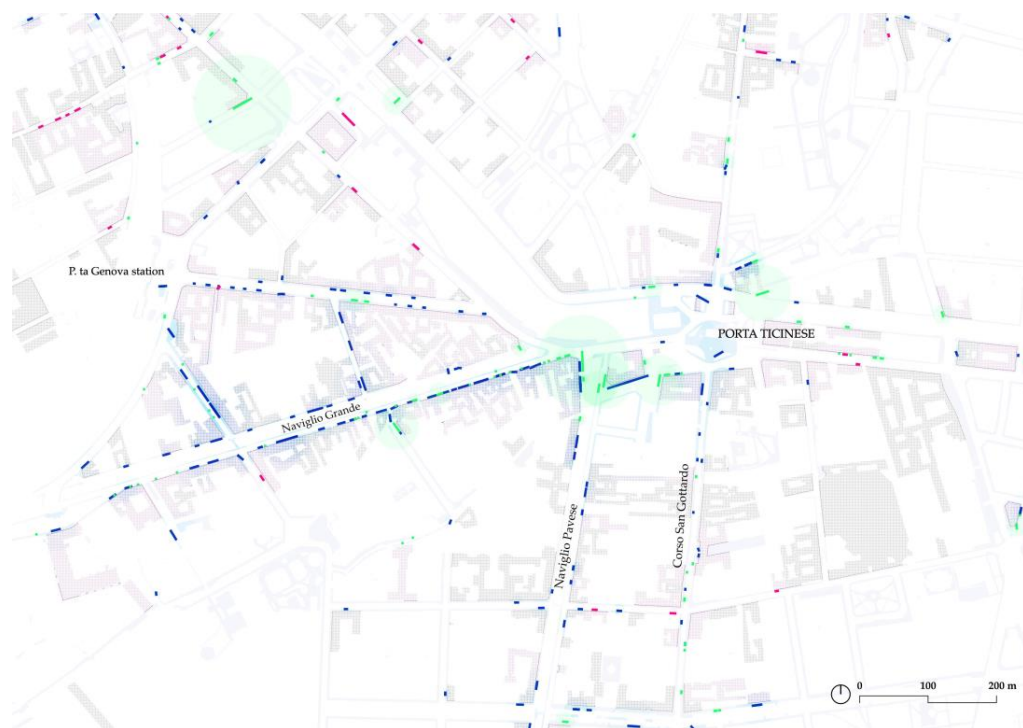 P. ta Genova station
PORTA TICINESE
Naviglio Grande
Corso San Gottardo
Naviglio Pavese
0 100 200 m